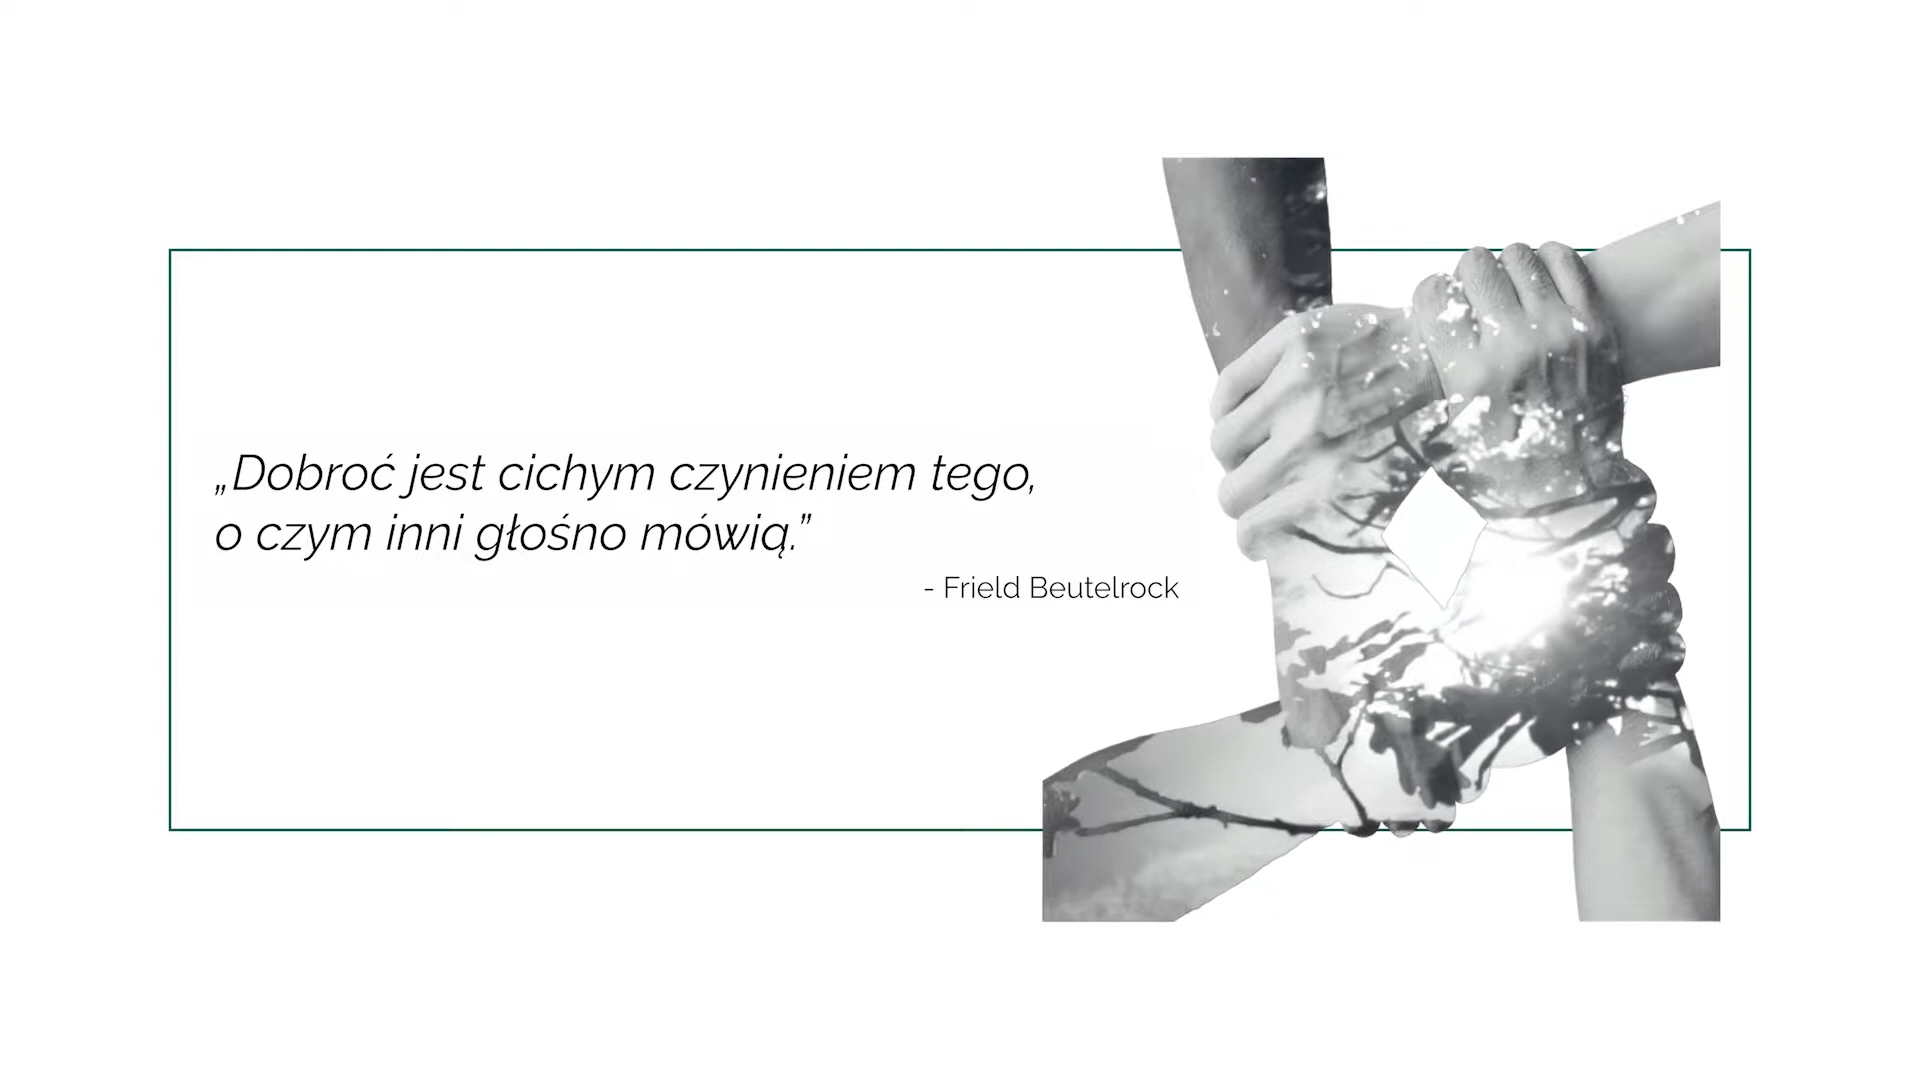 „Dobroć jest cichym czynieniem tego,
o czym inni głośno mówią.”
- Frield Beutelrock